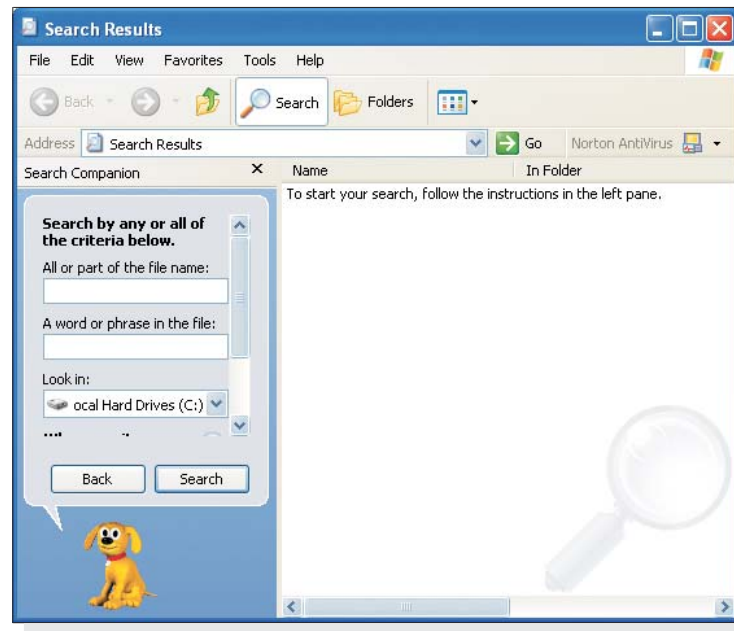 Search Results
File Edit View Favorites Tools Help
Back Search Folders
Address Search Results Go Norton AntiVirus
Search Companion X Name In Folder
To start your search, follow the instructions in the left pane.
Search by any or all of
the criteria below.
All or part of the file name:
A word or phrase in the file:
Look in:
ocal Hard Drives (C:)
Back Search